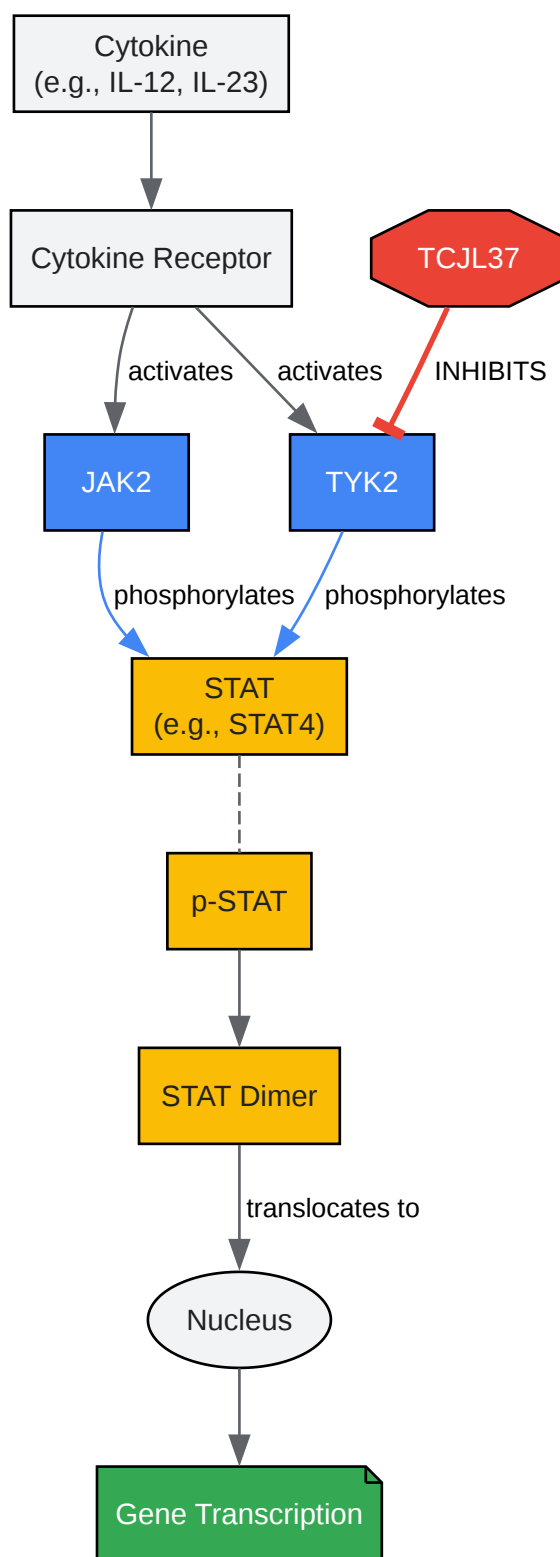 Cytokine
(e.g., IL-12, IL-23)
Cytokine Receptor
TCJL37
activates
activates
INHIBITS
JAK2
TYK2
phosphorylates
phosphorylates
STAT
(e.g., STAT4)
p-STAT
STAT Dimer
translocates to
Nucleus
Gene Transcription